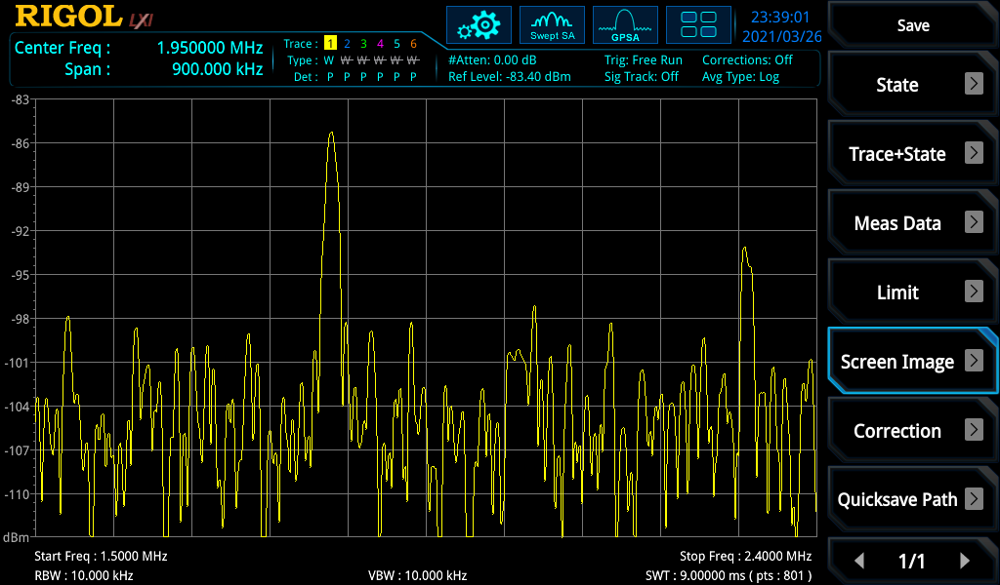 RIGOL LXI
23:39:01
2021/03/26
Swept SA
GPSA
Center Freq : 1.950000 MHz
Span : 900.000 kHz
Trace : 1 2 3 4 5 6
Type : W W W W W W
Det : P P P P P P
#Atten: 0.00 dB
Ref Level: -83.40 dBm
Trig: Free Run
Sig Track: Off
Corrections: Off
Avg Type: Log
-83
-86
-89
-92
-95
-98
-101
-104
-107
-110
dBm
Start Freq : 1.5000 MHz
Stop Freq : 2.4000 MHz
RBW : 10.000 kHz
VBW : 10.000 kHz
SWT : 9.00000 ms ( pts : 801 )
Save
State
Trace+State
Meas Data
Limit
Screen Image
Correction
Quicksave Path
1/1